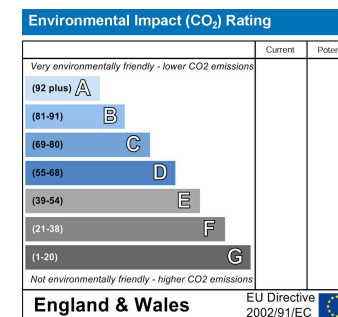 Environmental Impact (CO₂) Rating
Current
Very environmentally friendly - lower CO2 emissions
(92 plus) A
(81-91) B
(69-80) C
(55-68) D
(39-54) E
(21-38) F
(1-20) G
Not environmentally friendly - higher CO2 emissions
England & Wales
EU Directive
2002/91/EC